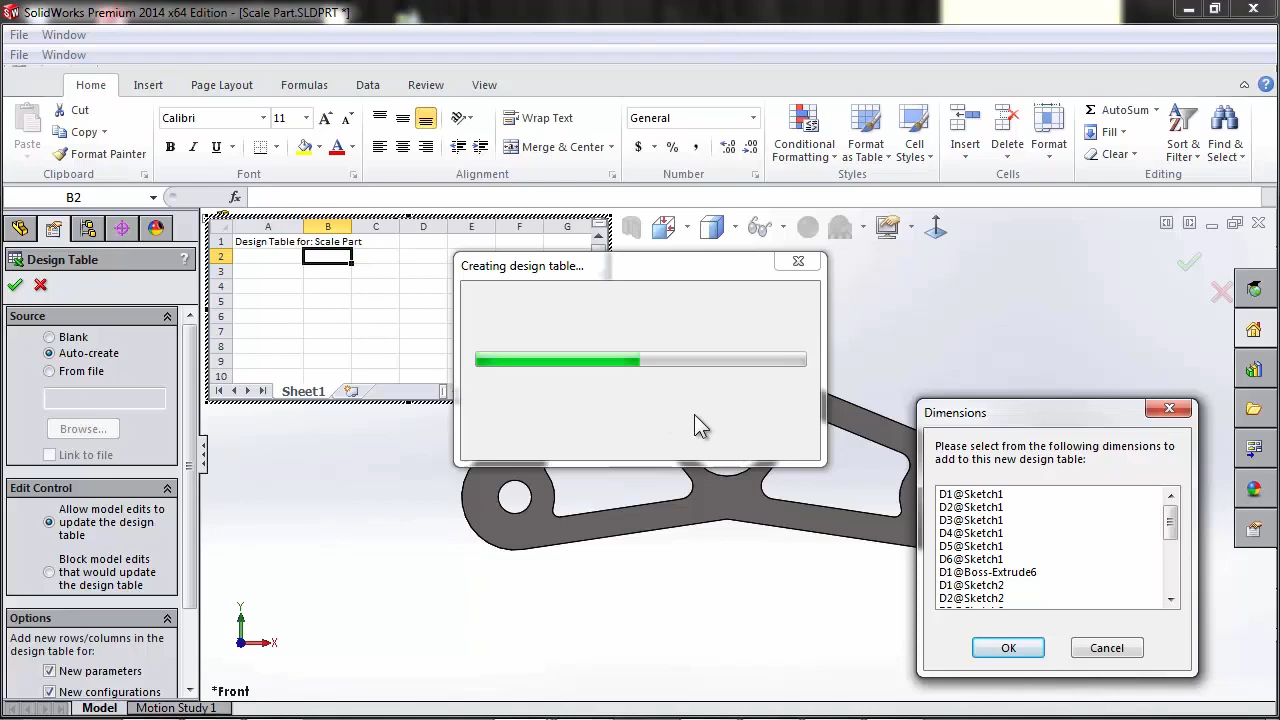 SolidWorks Premium 2014 x64 Edition - [Scale Part.SLDPRT *]
File Window
File Window
Home Insert Page Layout Formulas Data Review View
Paste
Cut
Copy
Format Painter
Clipboard
Calibri 11
B I U
Font
Wrap Text
Merge & Center
Alignment
General
$ % ,
Number
Conditional Formatting
Format as Table
Cell Styles
Styles
Insert Delete Format
Cells
AutoSum
Fill
Clear
Sort & Filter
Find & Select
Editing
B2
fx
Design Table
?
Source
Blank
Auto-create
From file
Browse...
Link to file
Edit Control
Allow model edits to
update the design
table
Block model edits
that would update
the design table
Options
Add new rows/columns in the
design table for:
New parameters
New configurations
A B C D E F G
1 Design Table for: Scale Part
2
3
4
5
6
7
8
9
10
Sheet1
Creating design table...
Dimensions
Please select from the following dimensions to
add to this new design table:
D1@Sketch1
D2@Sketch1
D3@Sketch1
D4@Sketch1
D5@Sketch1
D6@Sketch1
D1@Boss-Extrude6
D1@Sketch2
D2@Sketch2
OK Cancel
Y
X
*Front
Model Motion Study 1